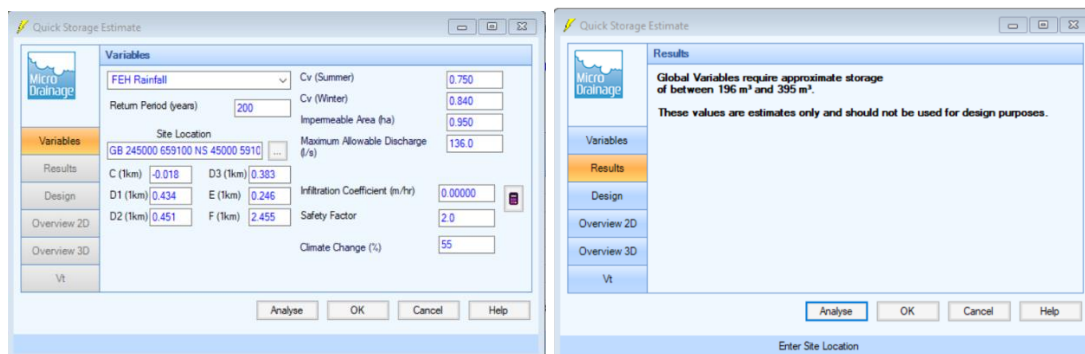 Quick Storage Estimate
Micro
Drainage
Variables
Results
Design
Overview 2D
Overview 3D
Vt
Variables
FEH Rainfall
Return Period (years) 200
Site Location
GB 245000 659100 NS 45000 5910 ...
C (1km) -0.018 D3 (1km) 0.383
D1 (1km) 0.434 E (1km) 0.246
D2 (1km) 0.451 F (1km) 2.455
Cv (Summer) 0.750
Cv (Winter) 0.840
Impermeable Area (ha) 0.950
Maximum Allowable Discharge 136.0
(l/s)
Infiltration Coefficient (m/hr) 0.00000
Safety Factor 2.0
Climate Change (%) 55
Analyse OK Cancel Help
Quick Storage Estimate
Micro
Drainage
Variables
Results
Design
Overview 2D
Overview 3D
Vt
Results
Global Variables require approximate storage
of between 196 m³ and 395 m³.
These values are estimates only and should not be used for design purposes.
Analyse OK Cancel Help
Enter Site Location